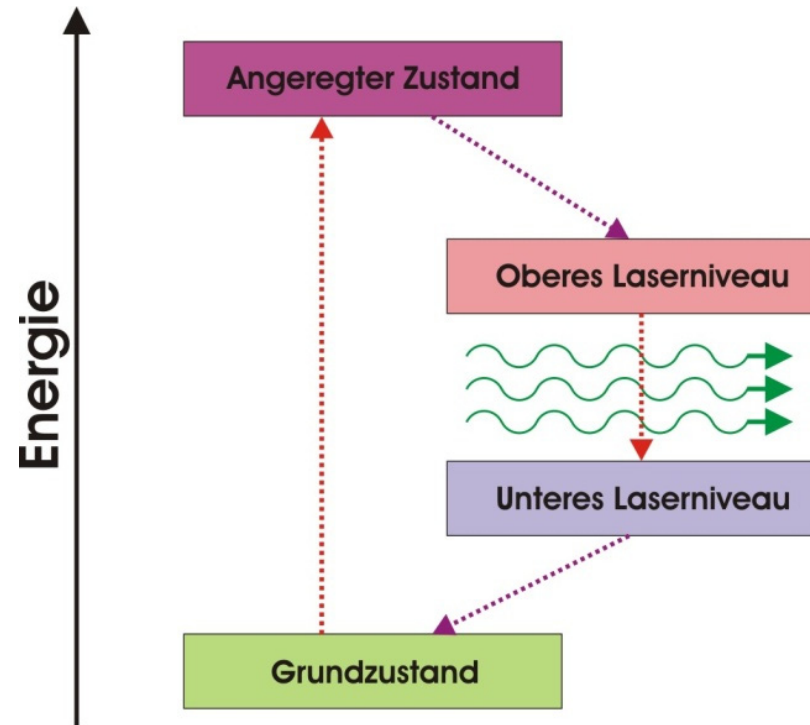 Energie
Angeregter Zustand
Oberes Laserniveau
Unteres Laserniveau
Grundzustand